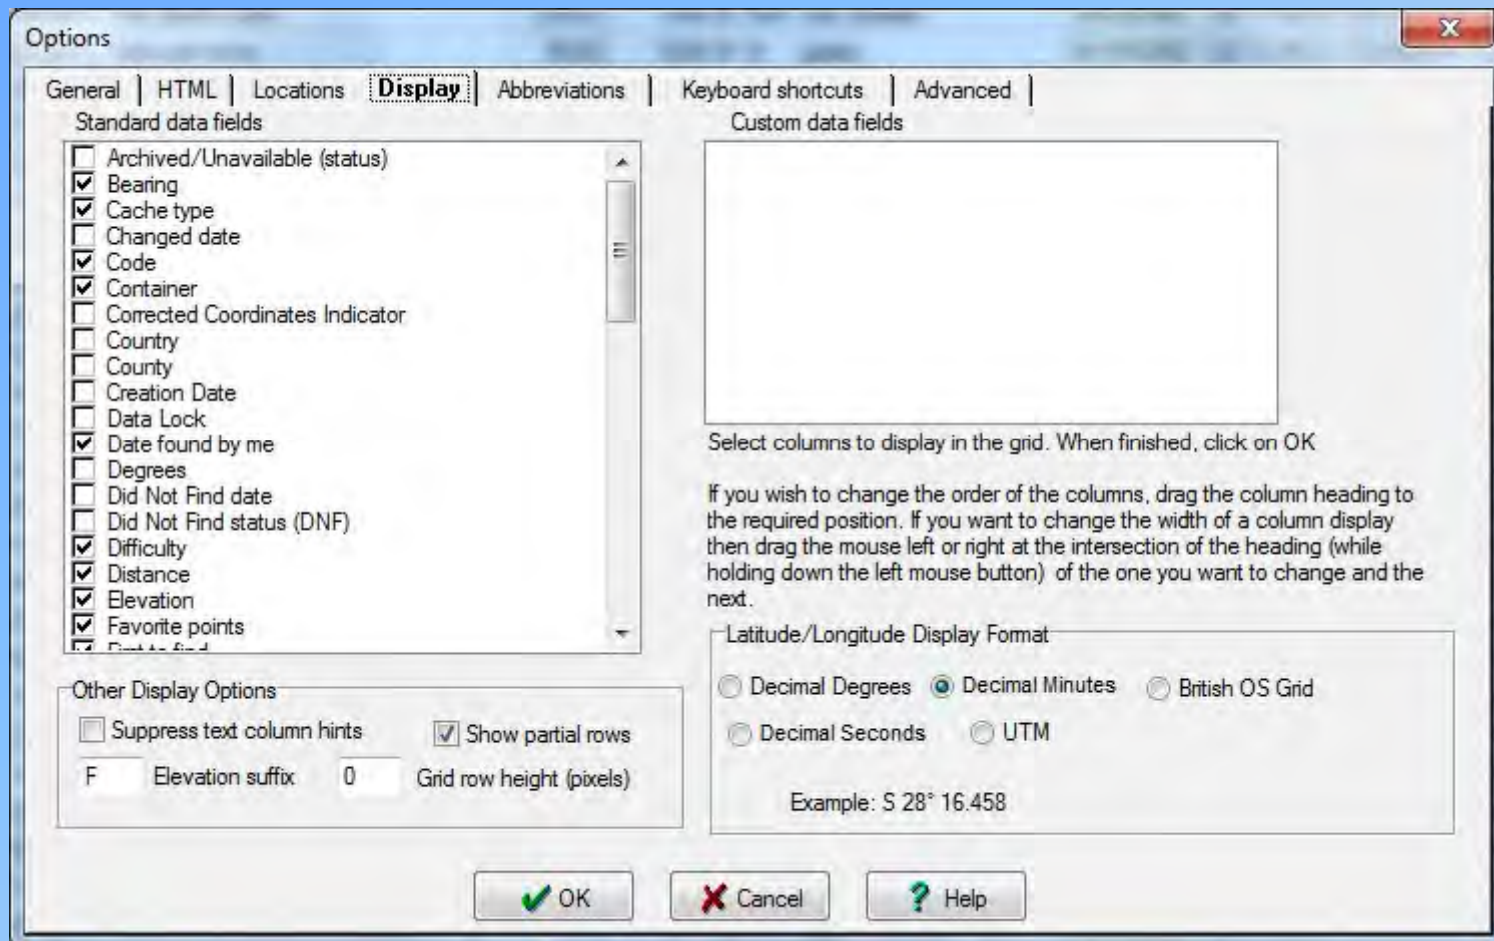 Options
General
HTML
Locations
Display
Abbreviations
Keyboard shortcuts
Advanced
Standard data fields
Archived/Unavailable (status)
Bearing
Cache type
Changed date
Code
Container
Corrected Coordinates Indicator
Country
County
Creation Date
Data Lock
Date found by me
Degrees
Did Not Find date
Did Not Find status (DNF)
Difficulty
Distance
Elevation
Favorite points
First to find
Custom data fields
Select columns to display in the grid. When finished, click on OK
If you wish to change the order of the columns, drag the column heading to
the required position. If you want to change the width of a column display
then drag the mouse left or right at the intersection of the heading (while
holding down the left mouse button) of the one you want to change and the
next.
Other Display Options
Suppress text column hints
Show partial rows
F Elevation suffix
0 Grid row height (pixels)
Latitude/Longitude Display Format
Decimal Degrees
Decimal Minutes
British OS Grid
Decimal Seconds
UTM
Example: S 28° 16.458
OK
Cancel
? Help